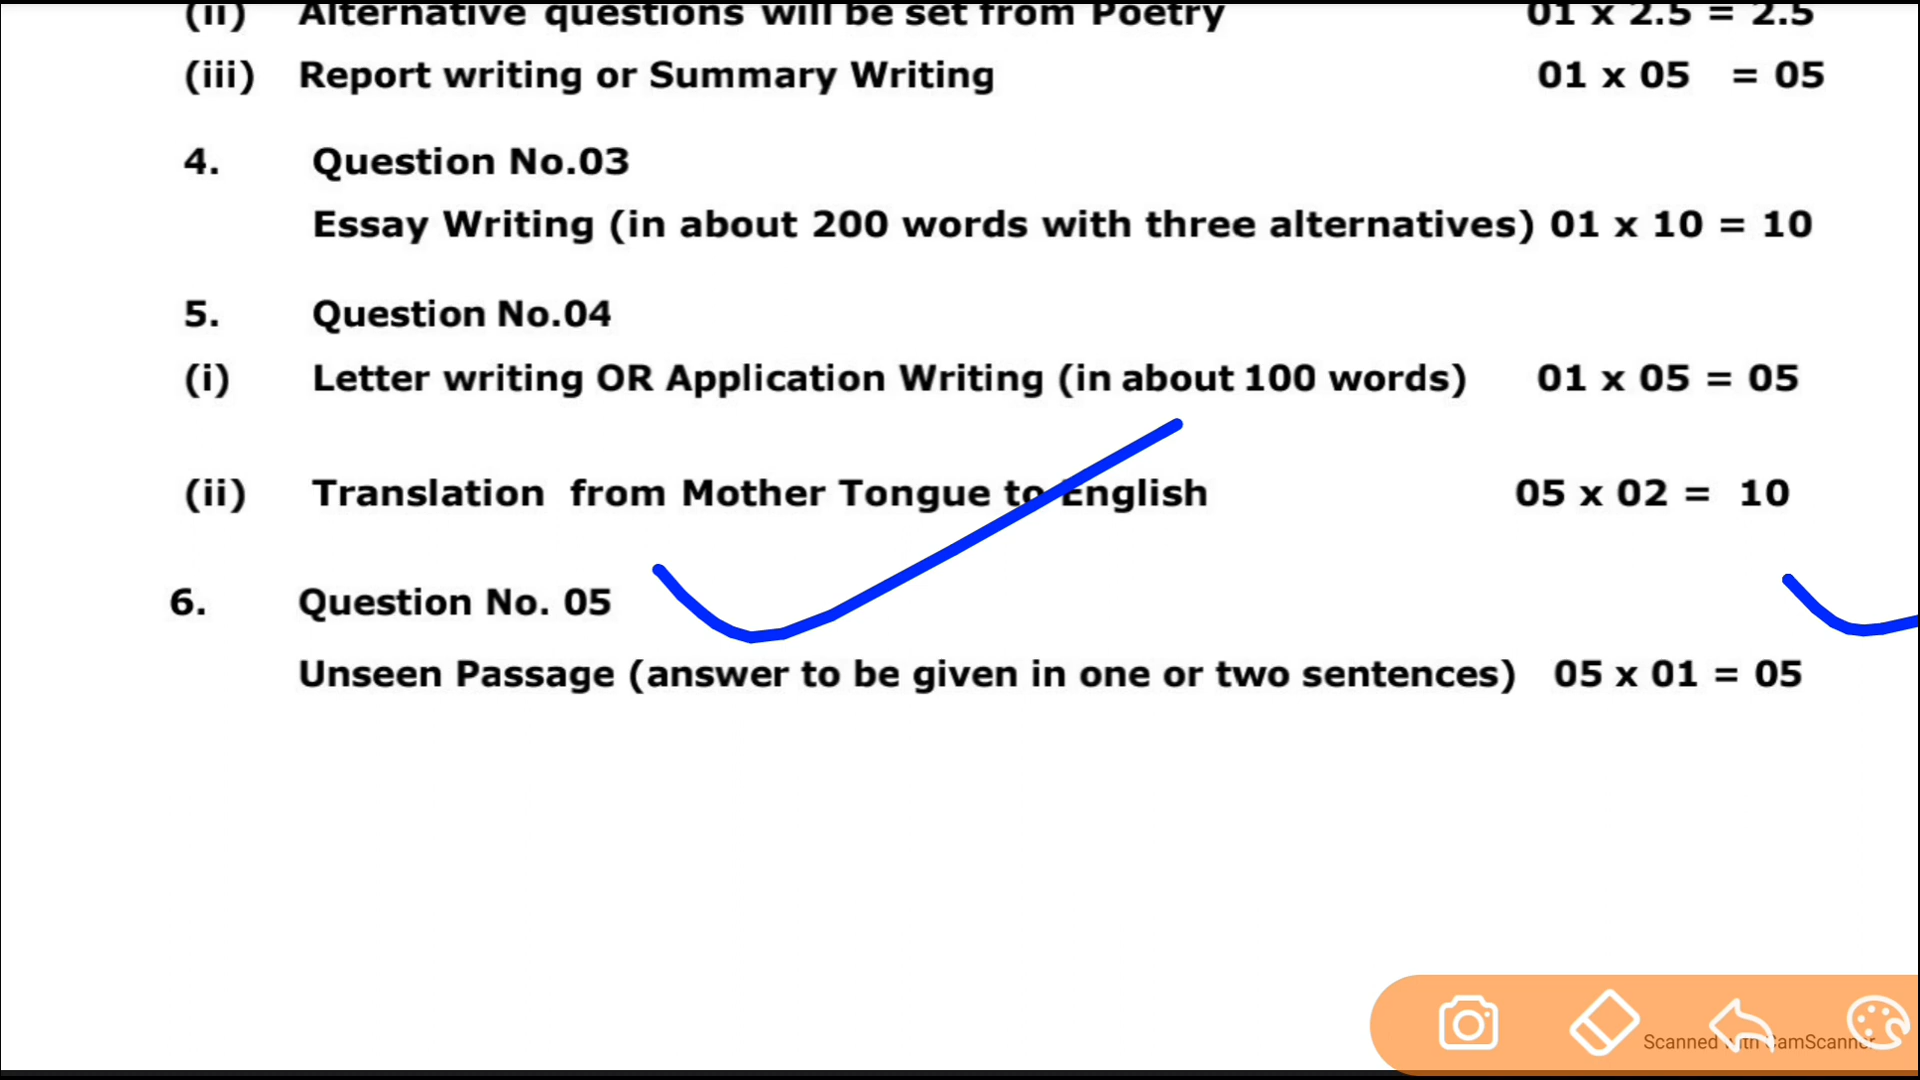 (ii) Alternative questions will be set from Poetry 01 x 2.5 = 2.5
(iii) Report writing or Summary Writing 01 x 05 = 05
4. Question No.03
Essay Writing (in about 200 words with three alternatives) 01 x 10 = 10
5. Question No.04
(i) Letter writing OR Application Writing (in about 100 words) 01 x 05 = 05
(ii) Translation from Mother Tongue to English 05 x 02 = 10
6. Question No. 05
Unseen Passage (answer to be given in one or two sentences) 05 x 01 = 05
Scanned with CamScanner